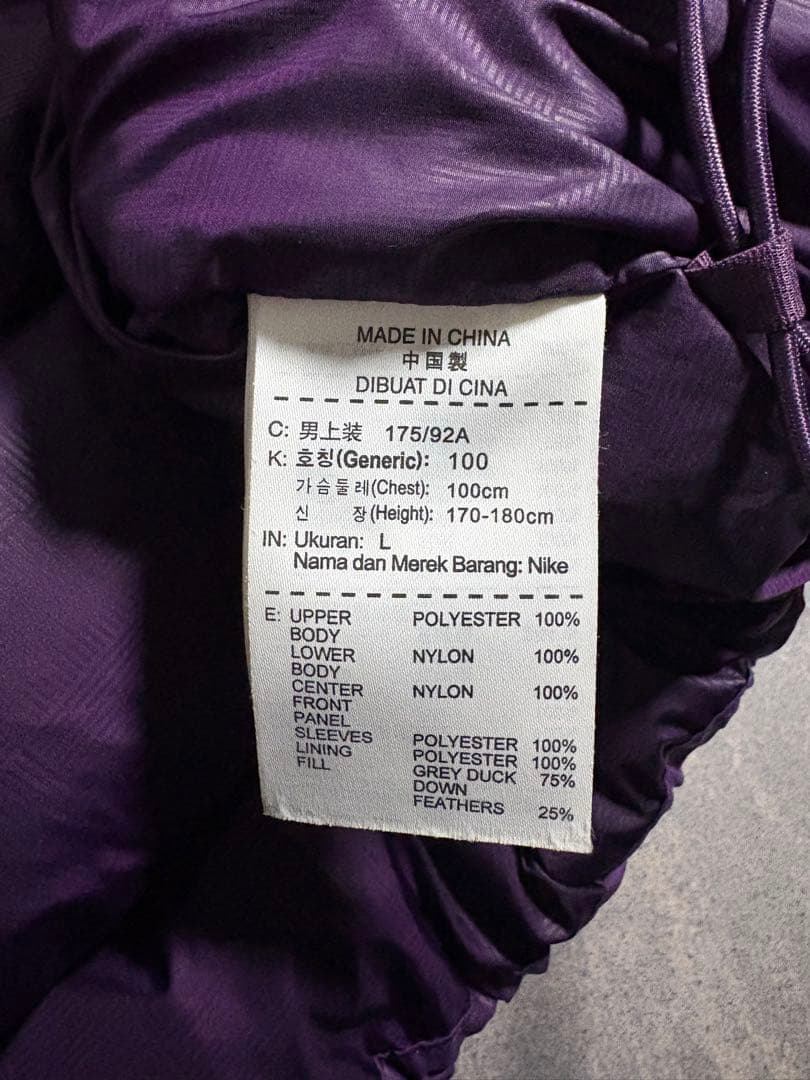 MADE IN CHINA
中国製
DIBUAT DI CINA
C: 男上装 175/92A
K: 호칭(Generic): 100
가슴둘레(Chest): 100cm
신 장(Height): 170-180cm
IN: Ukuran: L
Nama dan Merek Barang: Nike
E: UPPER POLYESTER 100%
BODY
LOWER NYLON 100%
BODY
CENTER NYLON 100%
FRONT
PANEL
SLEEVES POLYESTER 100%
LINING POLYESTER 100%
FILL GREY DUCK 75%
DOWN
FEATHERS 25%